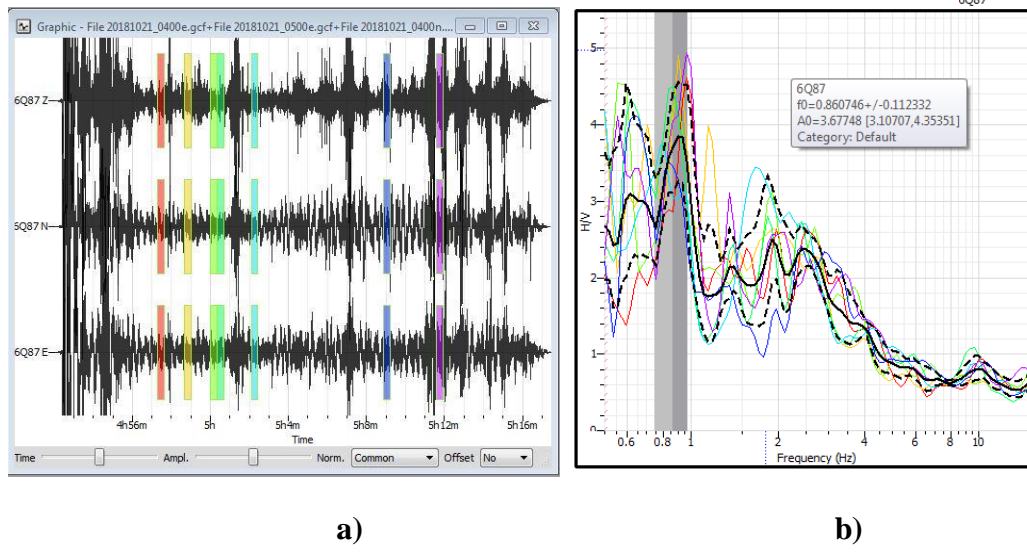 Graphic - File 20181021_0400e.gcf+File 20181021_0500e.gcf+File 20181021_0400n....
6Q87 Z
5Q87 N
6Q87 E
4h56m 5h 5h4m 5h8m 5h12m 5h16m
Time
Time Ampl. Norm. Common Offset No
a)
6Q87
5
4
3
2
1
0
H/V
6Q87
f0=0.860746+/-0.112332
A0=3.67748 [3.10707,4.35351]
Category: Default
0.6 0.8 1 2 4 6 8 10
Frequency (Hz)
b)